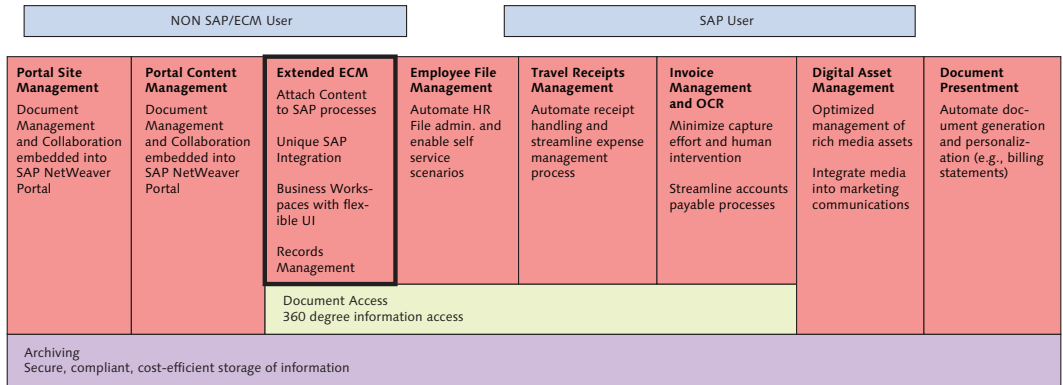 NON SAP/ECM User
SAP User
Portal Site
Management
Document
Management
and Collaboration
embedded into
SAP NetWeaver
Portal
Portal Content
Management
Document
Management
and Collaboration
embedded into
SAP NetWeaver
Portal
Extended ECM
Attach Content
to SAP processes
Unique SAP
Integration
Business Works-
paces with flex-
ible UI
Records
Management
Employee File
Management
Automate HR
File admin. and
enable self
service
scenarios
Travel Receipts
Management
Automate receipt
handling and
streamline expense
management
process
Invoice
Management
and OCR
Minimize capture
effort and human
intervention
Streamline accounts
payable processes
Digital Asset
Management
Optimized
management of
rich media assets
Integrate media
into marketing
communications
Document
Presentment
Automate doc-
ument generation
and personaliz-
ation (e.g., billing
statements)
Document Access
360 degree information access
Archiving
Secure, compliant, cost-efficient storage of information